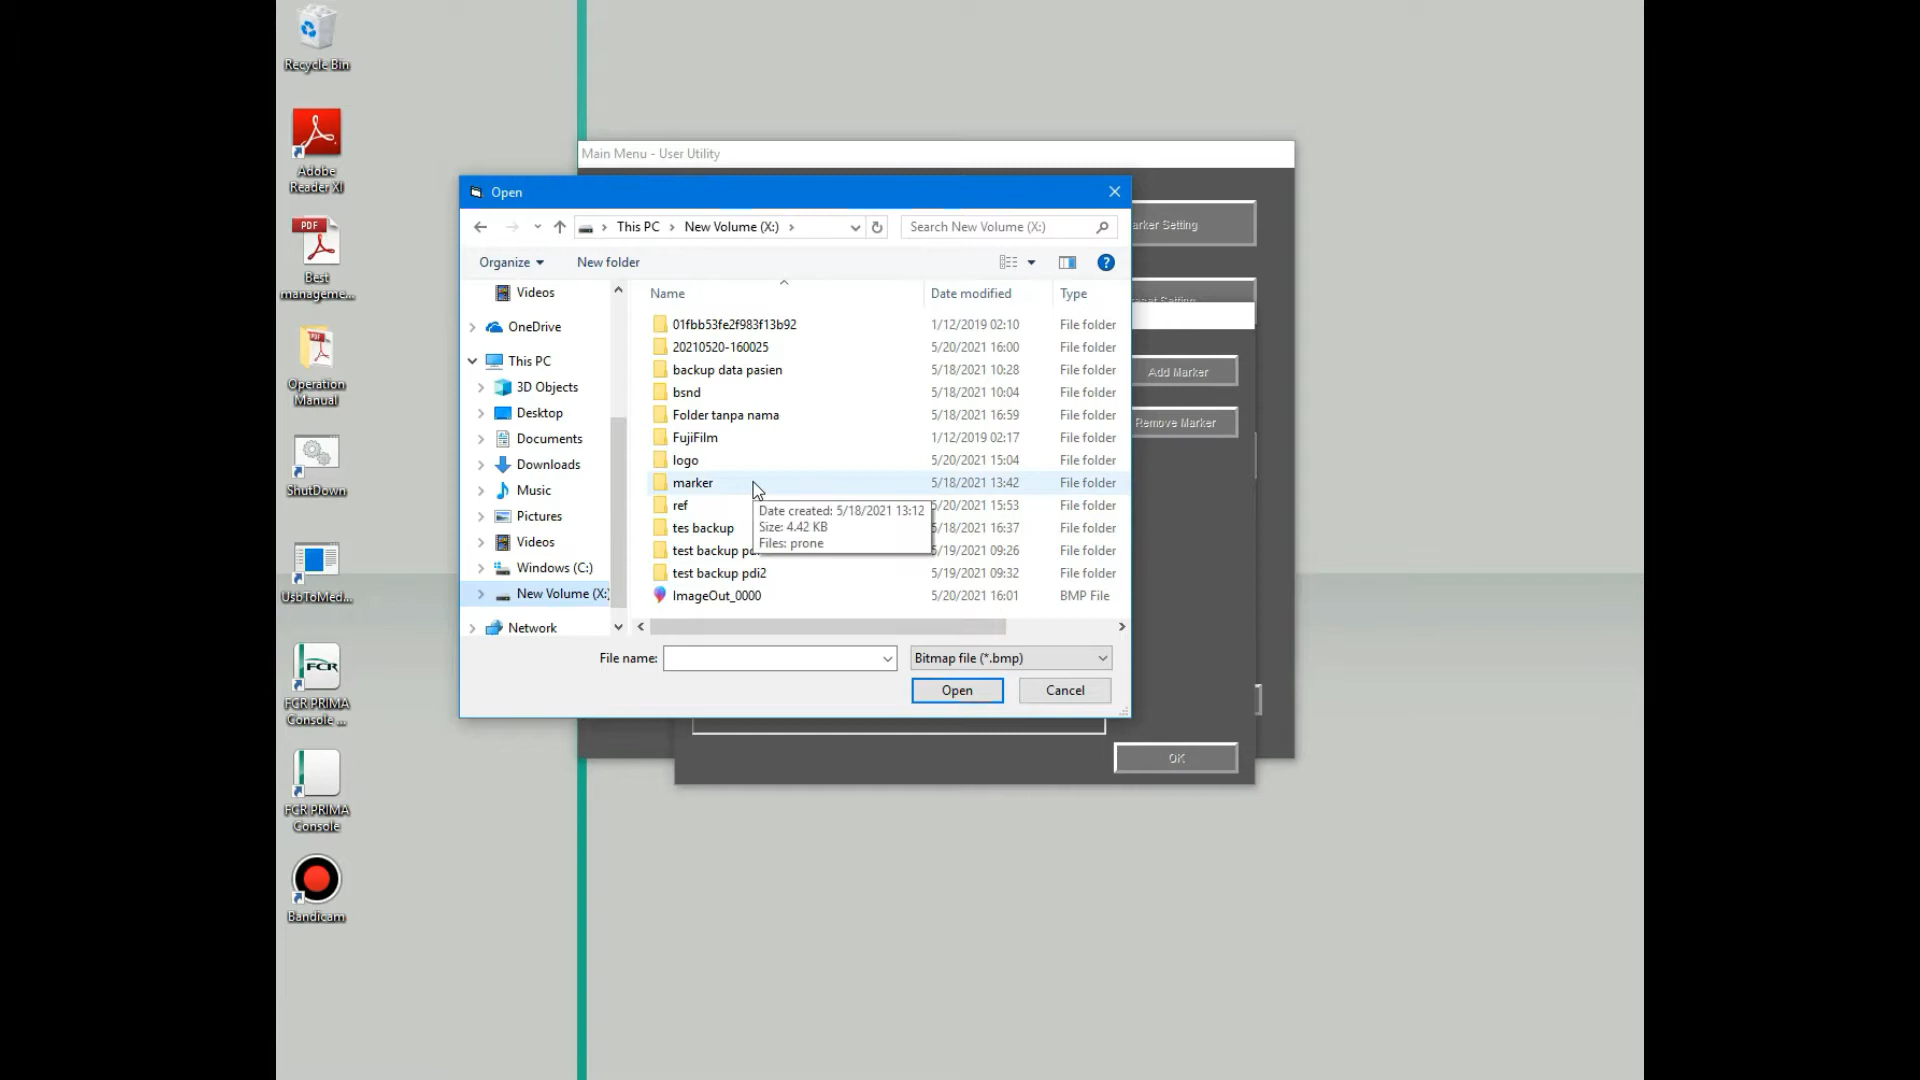 Recycle Bin
Adobe
Reader XI
PDF
Best
manageme...
PDF
Operation
Manual
ShutDown
UsbToMed...
FCR
FCR PRIMA
Console ...
FCR PRIMA
Console
Bandicam
Main Menu - User Utility
arker Setting
Add Marker
Remove Marker
OK
Open
This PC > New Volume (X:) >
Search New Volume (X:)
Organize
New folder
Videos
OneDrive
This PC
3D Objects
Desktop
Documents
Downloads
Music
Pictures
Videos
Windows (C:)
New Volume (X:)
Network
Name Date modified Type
01fbb53fe2f983f13b92 1/12/2019 02:10 File folder
20210520-160025 5/20/2021 16:00 File folder
backup data pasien 5/18/2021 10:28 File folder
bsnd 5/18/2021 10:04 File folder
Folder tanpa nama 5/18/2021 16:59 File folder
FujiFilm 1/12/2019 02:17 File folder
logo 5/20/2021 15:04 File folder
marker 5/18/2021 13:42 File folder
ref 5/20/2021 15:53 File folder
tes backup 5/18/2021 16:37 File folder
test backup pd 5/19/2021 09:26 File folder
test backup pdi2 5/19/2021 09:32 File folder
ImageOut_0000 5/20/2021 16:01 BMP File
Date created: 5/18/2021 13:12
Size: 4.42 KB
Files: prone
File name:
Bitmap file (*.bmp)
Open
Cancel